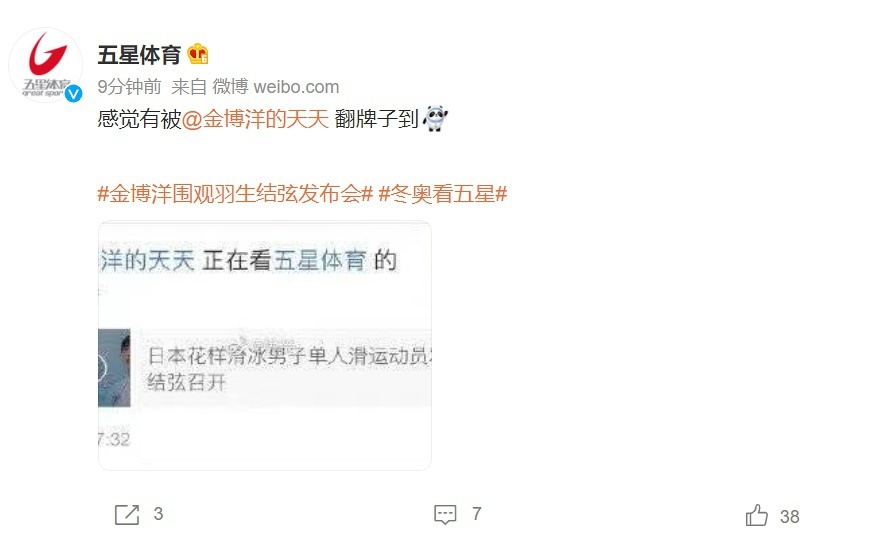 五星体育
great sport
9分钟前 来自 微博 weibo.com
感觉有被@金博洋的天天 翻牌子到
#金博洋围观羽生结弦发布会# #冬奥看五星#
洋的天天 正在看五星体育 的
日本花样滑冰男子单人滑运动员
结弦召开
7:32
3
7
38